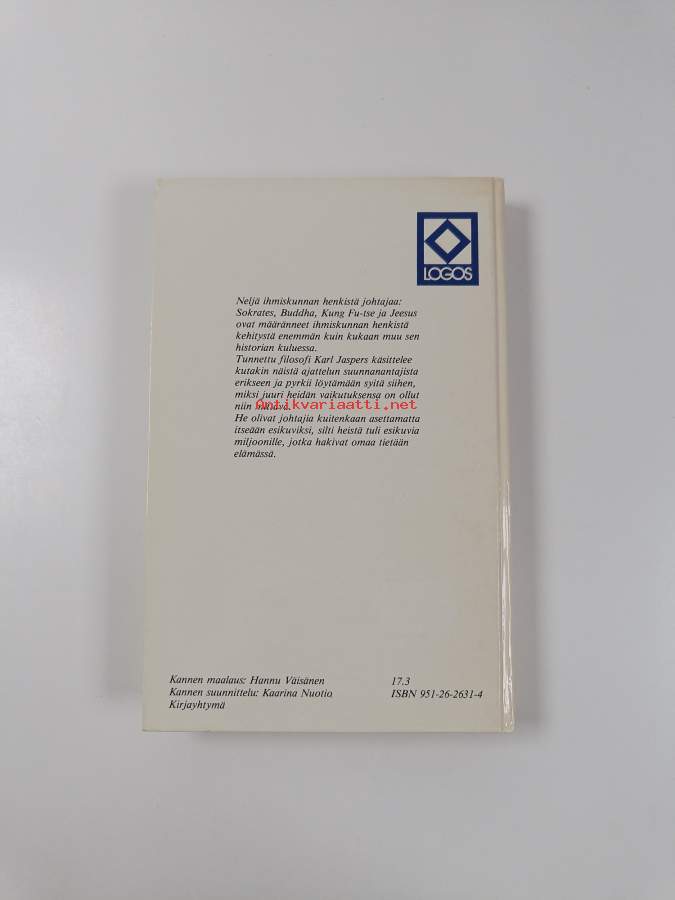 LOGOS
Neljä ihmiskunnan henkistä johtajaa:
Sokrates, Buddha, Kung Fu-tse ja Jeesus
ovat määränneet ihmiskunnan henkistä
kehitystä enemmän kuin kukaan muu sen
historian kuluessa.
Tunnettu filosofi Karl Jaspers käsittelee
kutakin näistä ajattelun suunnanantajista
erikseen ja pyrkii löytämään syitä siihen,
miksi juuri heidän vaikutuksensa on ollut
niin
Antikvariaatti.net
He olivat johtajia kuitenkaan asettamatta
itseään esikuviksi, silti heistä tuli esikuvia
miljoonille, jotka hakivat omaa tietään
elämässä.
Kannen maalaus: Hannu Väisänen
Kannen suunnittelu: Kaarina Nuotio
Kirjayhtymä
17.3
ISBN 951-26-2631-4